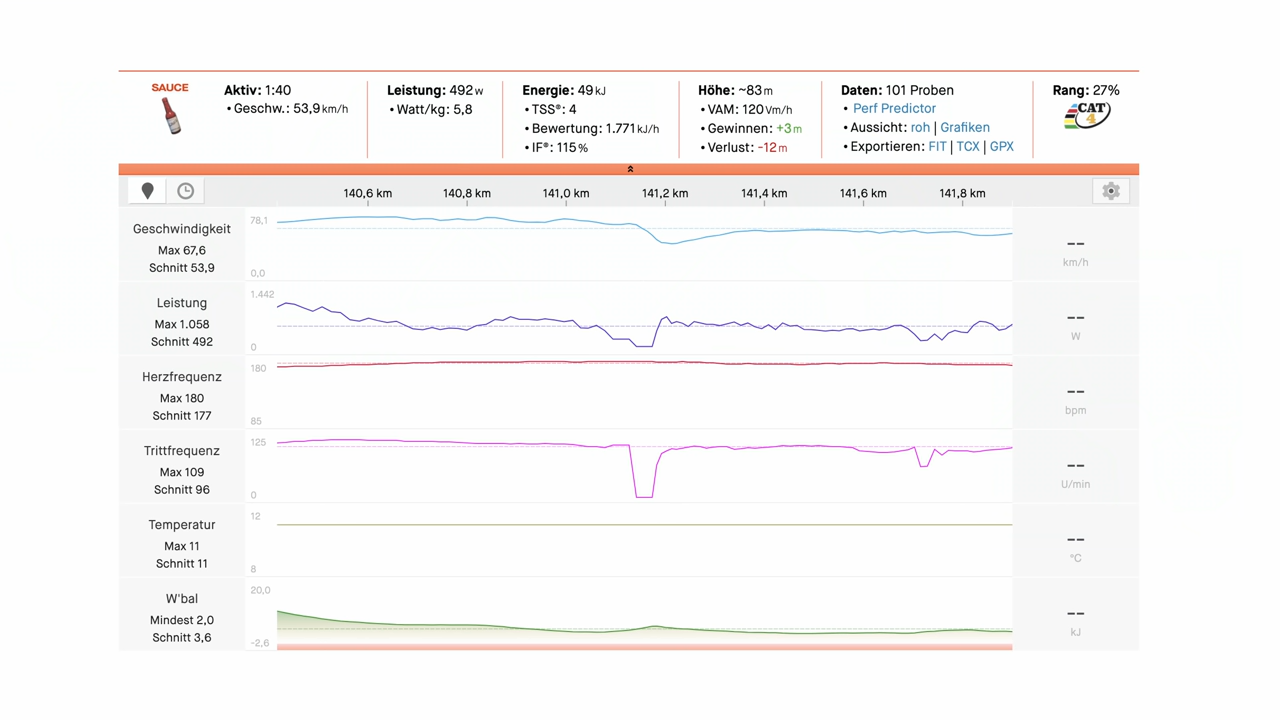 SAUCE
Aktiv: 1:40
• Geschw.: 53,9 km/h
Leistung: 492 w
• Watt/kg: 5,8
Energie: 49 kJ
• TSS®: 4
• Bewertung: 1.771 kJ/h
• IF®: 115 %
Höhe: ~83 m
• VAM: 120 Vm/h
• Gewinnen: +3 m
• Verlust: -12 m
Daten: 101 Proben
• Perf Predictor
• Aussicht: roh | Grafiken
• Exportieren: FIT | TCX | GPX
Rang: 27%
CAT 4
140,6 km 140,8 km 141,0 km 141,2 km 141,4 km 141,6 km 141,8 km
Geschwindigkeit
Max 67,6
Schnitt 53,9
78,1
0,0
--
km/h
Leistung
Max 1.058
Schnitt 492
1.442
0
--
W
Herzfrequenz
Max 180
Schnitt 177
180
85
--
bpm
Trittfrequenz
Max 109
Schnitt 96
125
0
--
U/min
Temperatur
Max 11
Schnitt 11
12
8
--
°C
W'bal
Mindest 2,0
Schnitt 3,6
20,0
-2,6
--
kJ